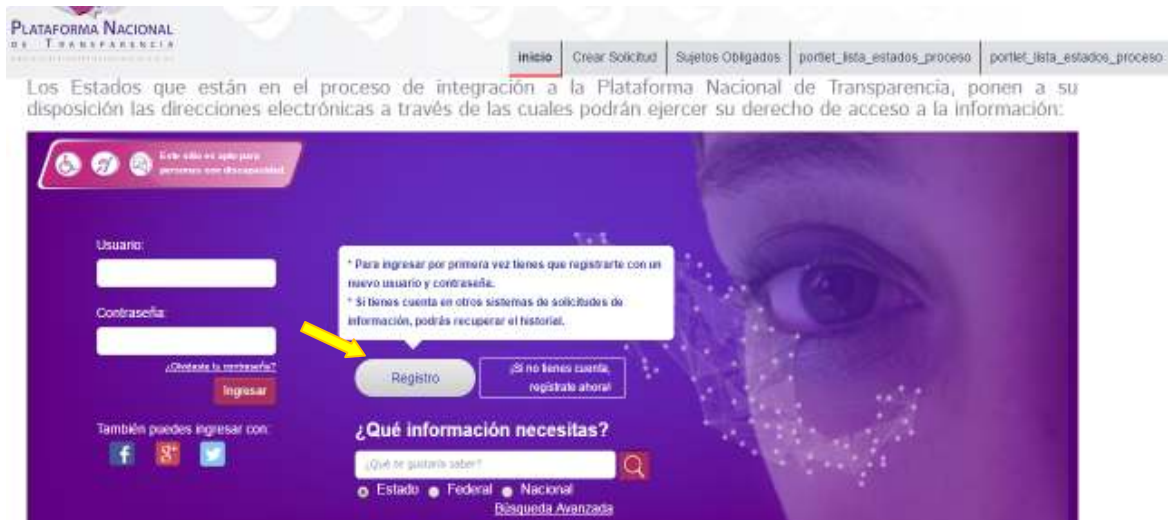 PLATAFORMA NACIONAL
DE TRANSPARENCIA
inicio Crear Solicitud Sujetos Obligados portlet_lista_estados_proceso portlet_lista_estados_proceso
Los Estados que están en el proceso de integración a la Plataforma Nacional de Transparencia, ponen a su
disposición las direcciones electrónicas a través de las cuales podrán ejercer su derecho de acceso a la información:
Este sitio es apto para
personas con discapacidad.
Usuario:
Contraseña:
¿Olvidaste tu contraseña?
Ingresar
También puedes ingresar con:
f g+
* Para ingresar por primera vez tienes que registrarte con un
nuevo usuario y contraseña.
* Si tienes cuenta en otros sistemas de solicitudes de
información, podrás recuperar el historial.
Registro
¡Si no tienes cuenta,
regístrate ahora!
¿Qué información necesitas?
¿Qué te gustaría saber?
Estado Federal Nacional
Búsqueda Avanzada